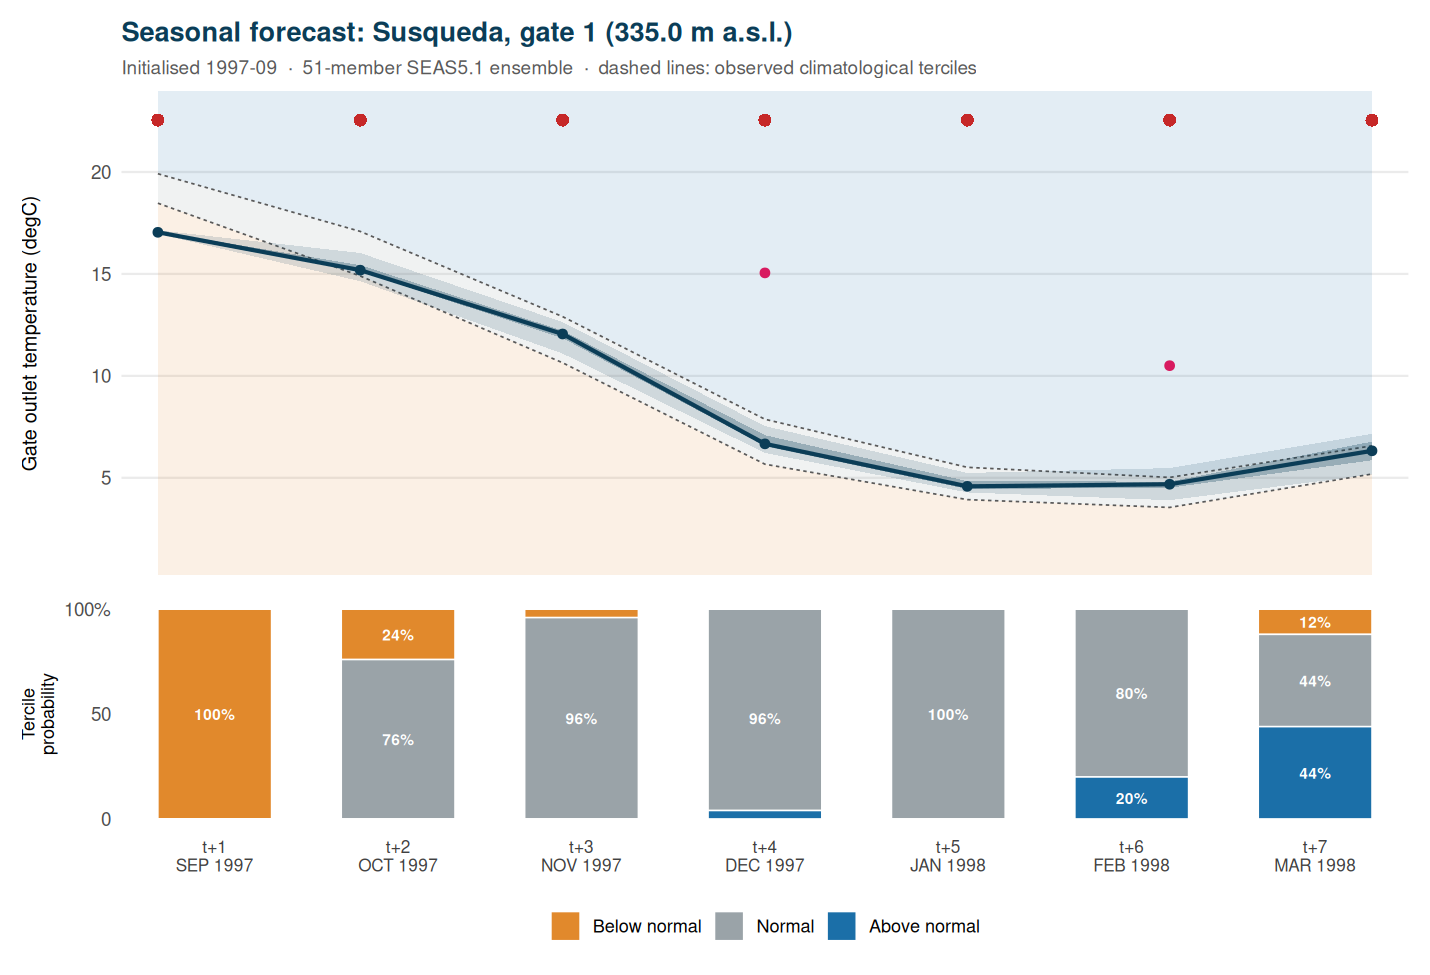 Seasonal forecast: Susqueda, gate 1 (335.0 m a.s.l.)
Initialised 1997-09 · 51-member SEAS5.1 ensemble · dashed lines: observed climatological terciles
Gate outlet temperature (degC)
20
15
10
5
Tercile
probability
100%
50
0
100%
24%
76%
96%
96%
100%
80%
20%
12%
44%
44%
t+1
SEP 1997
t+2
OCT 1997
t+3
NOV 1997
t+4
DEC 1997
t+5
JAN 1998
t+6
FEB 1998
t+7
MAR 1998
Below normal
Normal
Above normal